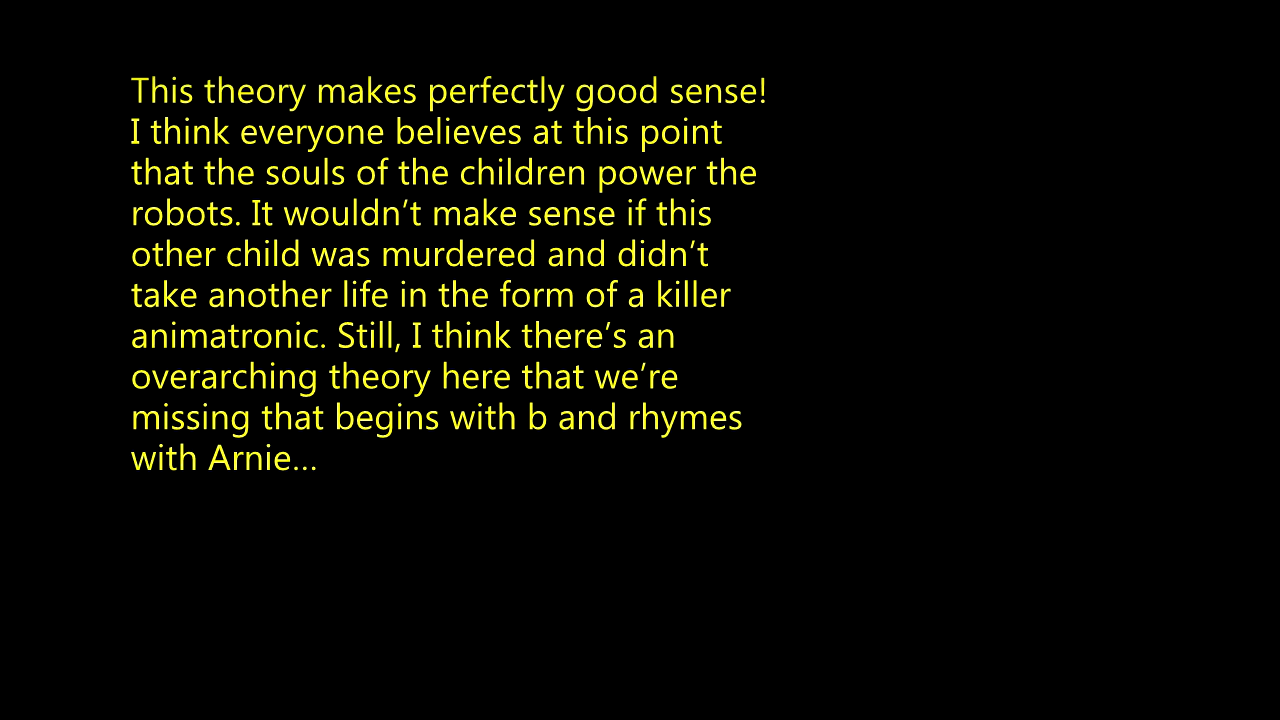 This theory makes perfectly good sense!
I think everyone believes at this point
that the souls of the children power the
robots. It wouldn’t make sense if this
other child was murdered and didn’t
take another life in the form of a killer
animatronic. Still, I think there’s an
overarching theory here that we’re
missing that begins with b and rhymes
with Arnie…